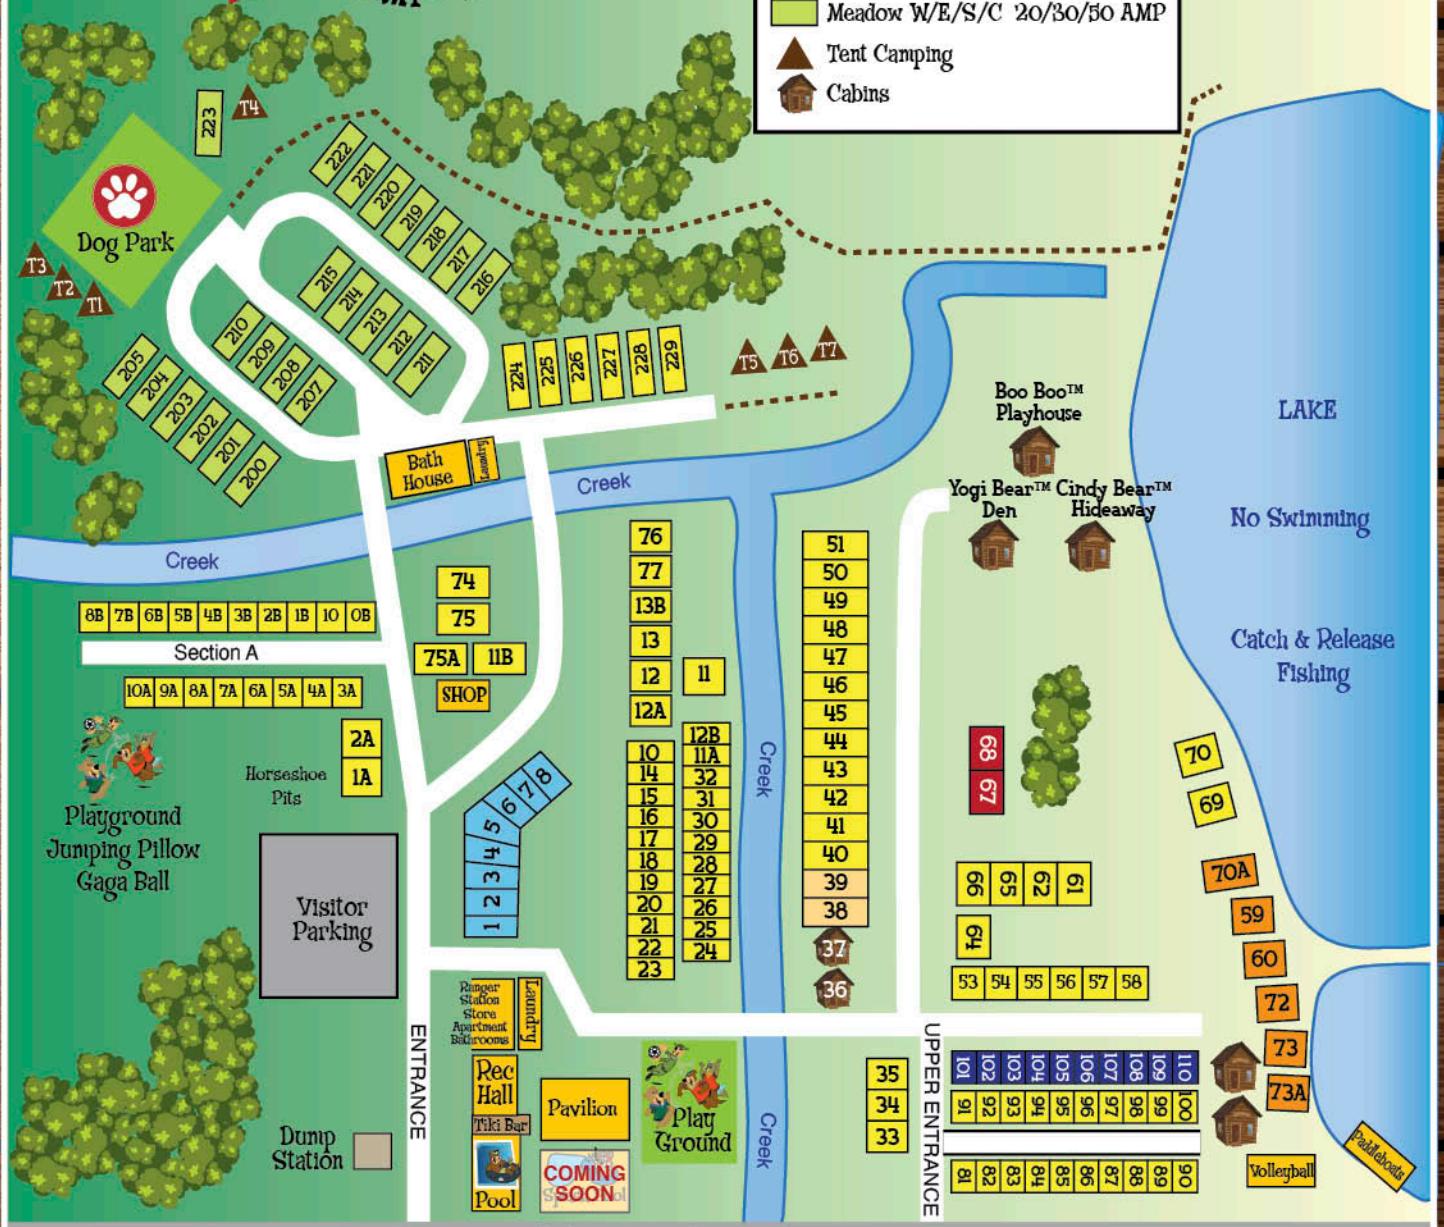 Meadow W/E/S/C 20/30/50 AMP
Tent Camping
Cabins
223
T4
Dog Park
T3
T2
T1
222
221
220
219
218
217
216
215
214
213
212
211
210
209
208
207
205
204
203
202
201
200
224
225
226
227
228
229
T5
T6
T7
Bath
House
Laundry
Creek
Creek
Boo Boo™
Playhouse
Yogi Bear™
Den
Cindy Bear™
Hideaway
LAKE
No Swimming
Catch & Release
Fishing
8B 7B 6B 5B 4B 3B 2B 1B 10 0B
Section A
10A 9A 8A 7A 6A 5A 4A 3A
2A
1A
Horseshoe
Pits
Playground
Jumping Pillow
Gaga Ball
Visitor
Parking
74
75
75A
11B
SHOP
8
7
6
5
4
3
2
1
76
77
13B
13
12
12A
11
10
14
15
16
17
18
19
20
21
22
23
12B
11A
32
31
30
29
28
27
26
25
24
Creek
51
50
49
48
47
46
45
44
43
42
41
40
39
38
37
36
68
67
70
69
66 65 62 61
64
53 54 55 56 57 58
70A
59
60
72
73
73A
Ranger
Station
Store
Apartment
Bathrooms
Laundry
Rec
Hall
Tiki Bar
Pool
Pavilion
COMING
SOON
Play
Ground
Creek
ENTRANCE
Dump
Station
35
34
33
UPPER ENTRANCE
101 102 103 104 105 106 107 108 109 110
91 92 93 94 95 96 97 98 99 100
81 82 83 84 85 86 87 88 89 90
Volleyball
Paddleboats